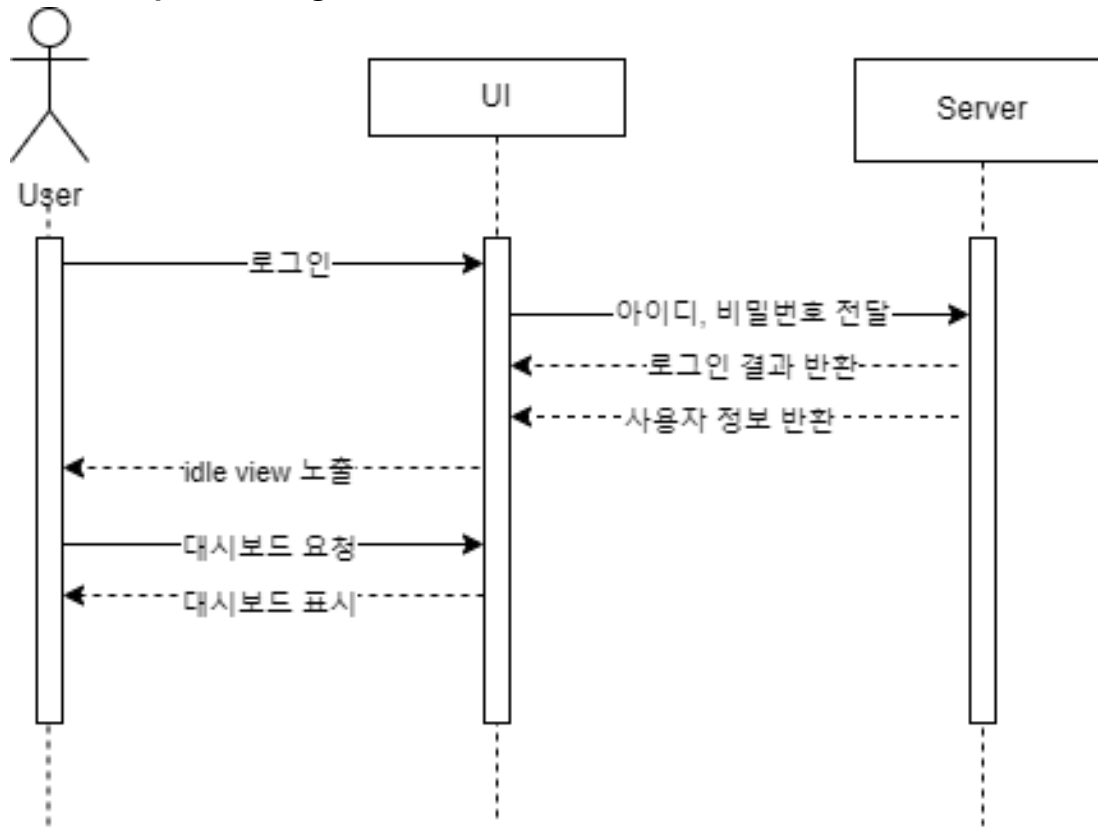 User
UI
Server
로그인
아이디, 비밀번호 전달
로그인 결과 반환
사용자 정보 반환
idle view 노출
대시보드 요청
대시보드 표시